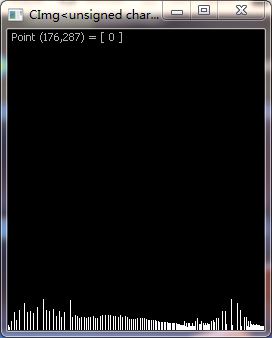 CImg<unsigned char...
Point (176,287) = [ 0 ]